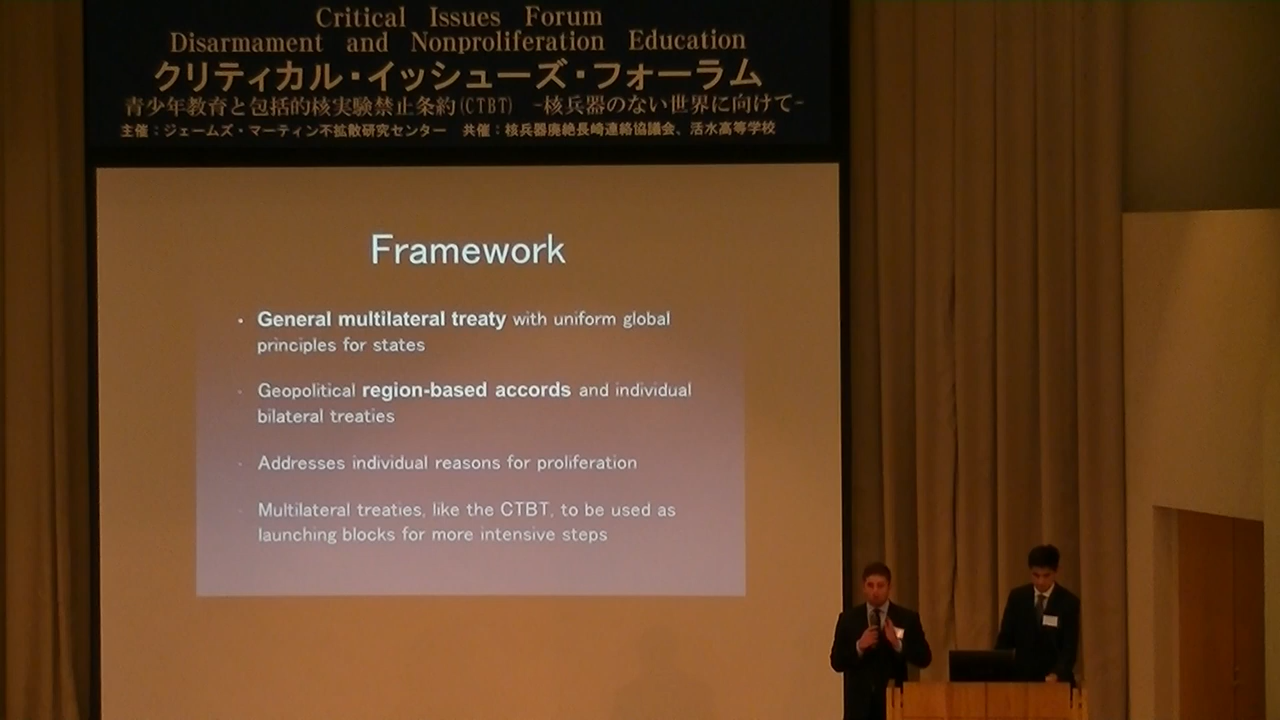 Critical Issues Forum
Disarmament and Nonproliferation Education
クリティカル・イッシューズ・フォーラム
青少年教育と包括的核実験禁止条約(CTBT) -核兵器のない世界に向けて-
主催：ジェームズ・マーティン不拡散研究センター 共催：核兵器廃絶長崎連絡協議会、活水高等学校
Framework
• General multilateral treaty with uniform global
principles for states
• Geopolitical region-based accords and individual
bilateral treaties
• Addresses individual reasons for proliferation
• Multilateral treaties, like the CTBT, to be used as
launching blocks for more intensive steps